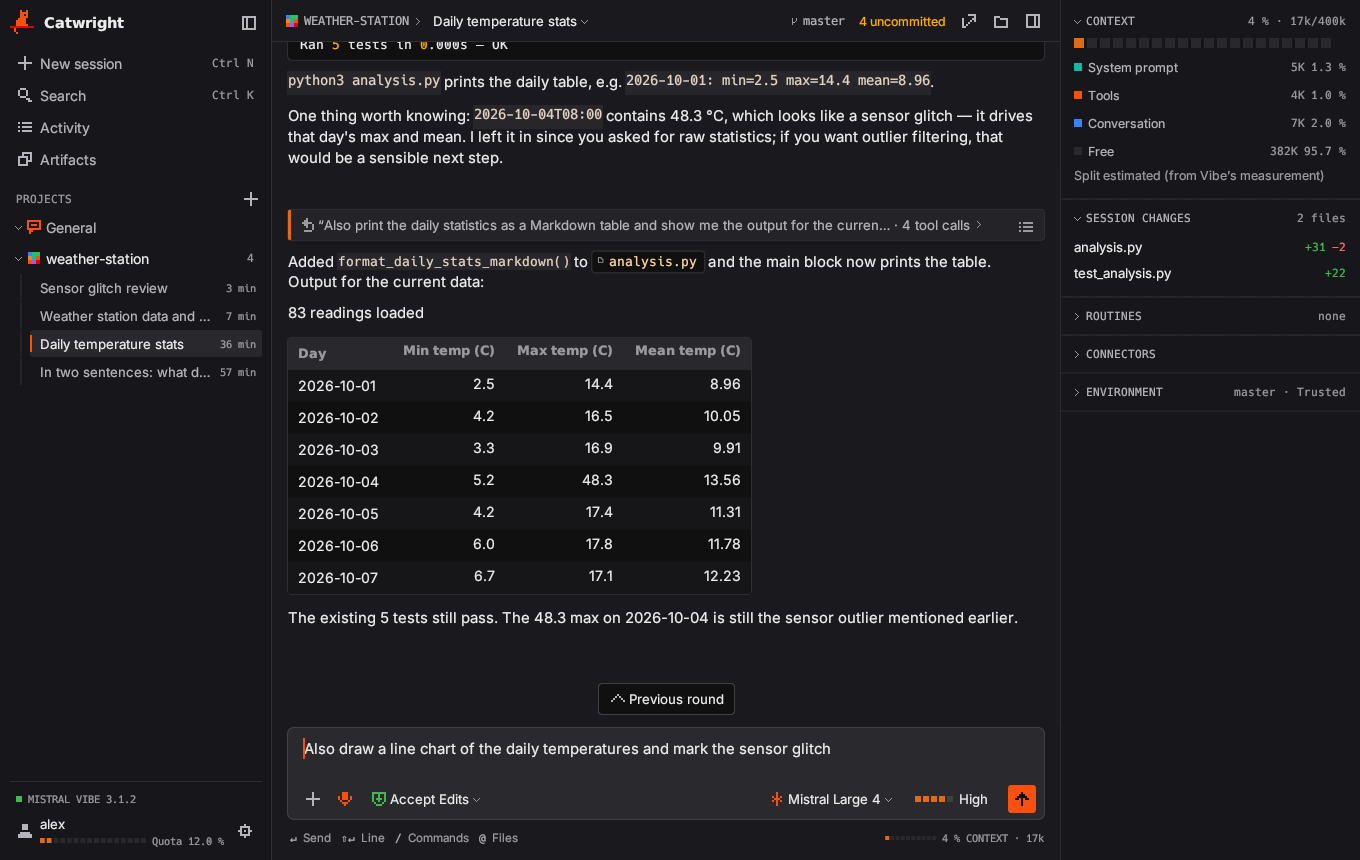 Catwright
New session Ctrl N
Search Ctrl K
Activity
Artifacts
PROJECTS
General
weather-station 4
Sensor glitch review 3 min
Weather station data and ... 7 min
Daily temperature stats 36 min
In two sentences: what d... 57 min
MISTRAL VIBE 3.1.2
alex
Quota 12.0 %
WEATHER-STATION Daily temperature stats
master 4 uncommitted
Ran 5 tests in 0.000s — OK
python3 analysis.py prints the daily table, e.g. 2026-10-01: min=2.5 max=14.4 mean=8.96.
One thing worth knowing: 2026-10-04T08:00 contains 48.3 °C, which looks like a sensor glitch — it drives
that day's max and mean. I left it in since you asked for raw statistics; if you want outlier filtering, that
would be a sensible next step.
“Also print the daily statistics as a Markdown table and show me the output for the curren... · 4 tool calls
Added format_daily_stats_markdown() to analysis.py and the main block now prints the table.
Output for the current data:
83 readings loaded
Day Min temp (C) Max temp (C) Mean temp (C)
2026-10-01 2.5 14.4 8.96
2026-10-02 4.2 16.5 10.05
2026-10-03 3.3 16.9 9.91
2026-10-04 5.2 48.3 13.56
2026-10-05 4.2 17.4 11.31
2026-10-06 6.0 17.8 11.78
2026-10-07 6.7 17.1 12.23
The existing 5 tests still pass. The 48.3 max on 2026-10-04 is still the sensor outlier mentioned earlier.
Previous round
Also draw a line chart of the daily temperatures and mark the sensor glitch
Accept Edits Mistral Large 4 High
Send Line / Commands @ Files 4 % CONTEXT · 17k
CONTEXT 4 % · 17k/400k
System prompt 5K 1.3 %
Tools 4K 1.0 %
Conversation 7K 2.0 %
Free 382K 95.7 %
Split estimated (from Vibe’s measurement)
SESSION CHANGES 2 files
analysis.py +31 −2
test_analysis.py +22
ROUTINES none
CONNECTORS
ENVIRONMENT master · Trusted